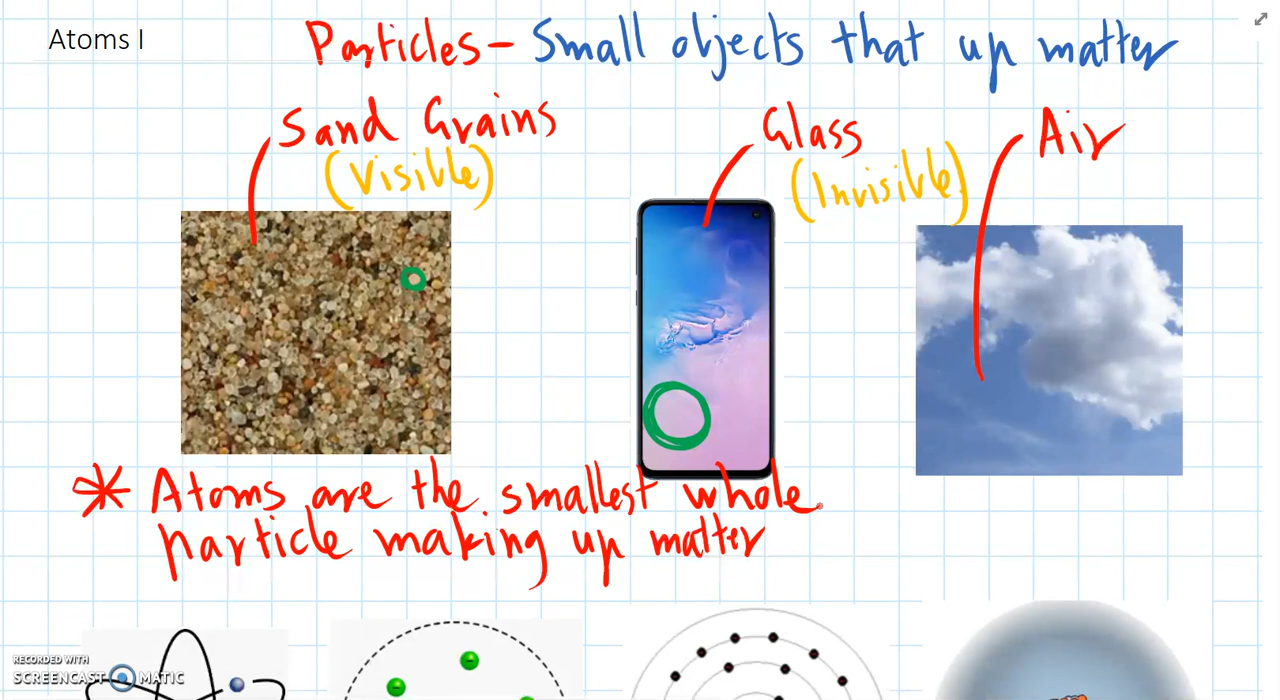 Atoms I
Particles - Small objects that up matter
Sand Grains
(Visible)
Glass
(Invisible)
Air
* Atoms are the smallest whole
particle making up matter
RECORDED WITH
SCREENCAST MATIC